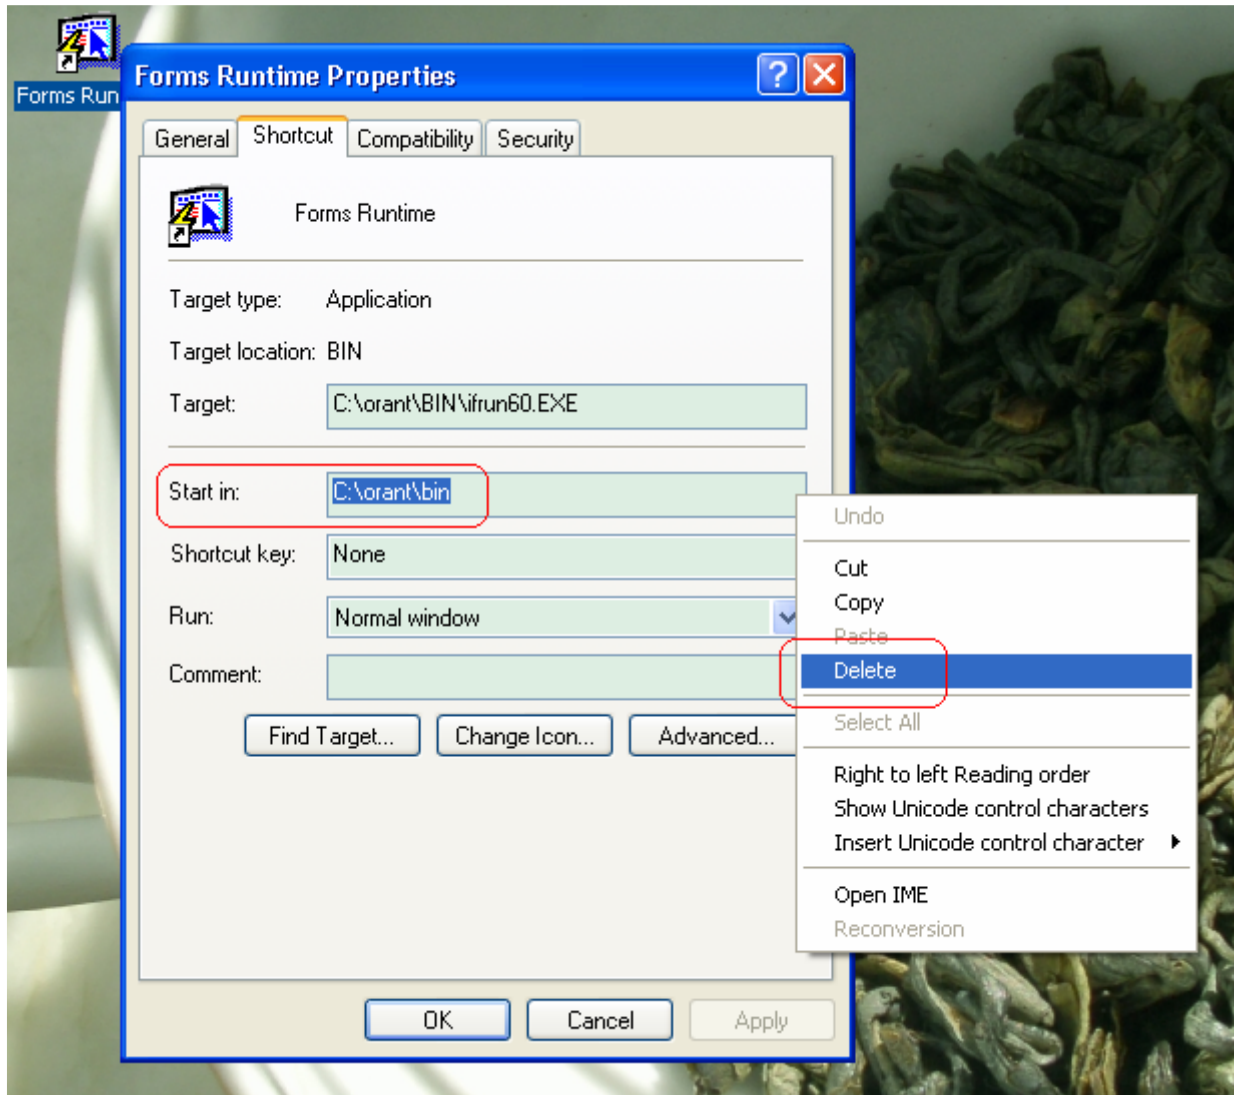 Forms Run
Forms Runtime Properties
General Shortcut Compatibility Security
Forms Runtime
Target type: Application
Target location: BIN
Target: C:\orant\BIN\ifrun60.EXE
Start in: C:\orant\bin
Shortcut key: None
Run: Normal window
Comment:
Find Target... Change Icon... Advanced...
OK Cancel Apply
Undo
Cut
Copy
Paste
Delete
Select All
Right to left Reading order
Show Unicode control characters
Insert Unicode control character
Open IME
Reconversion